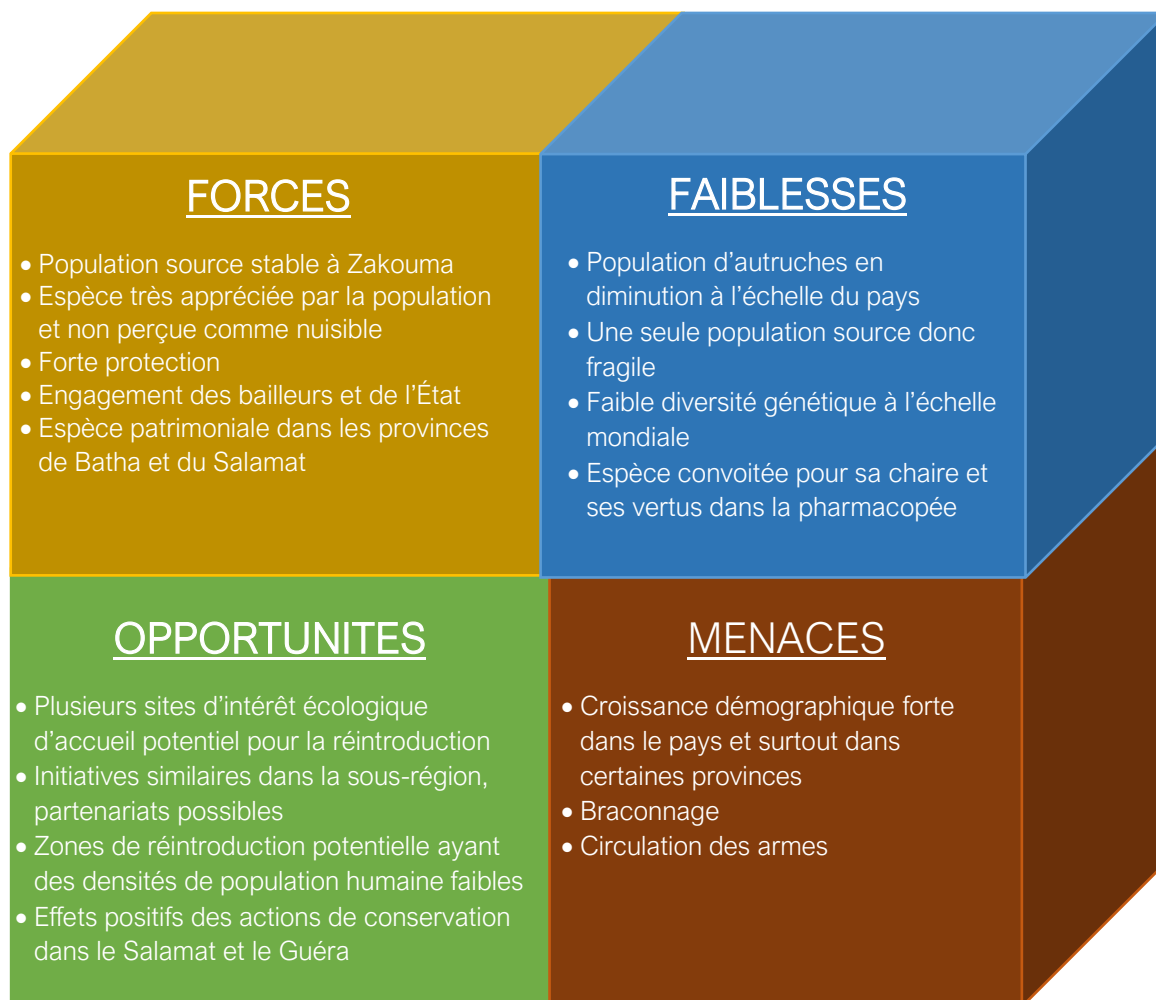 FORCES
• Population source stable à Zakouma
• Espèce très appréciée par la population
et non perçue comme nuisible
• Forte protection
• Engagement des bailleurs et de l’État
• Espèce patrimoniale dans les provinces
de Batha et du Salamat
FAIBLESSES
• Population d’autruches en
diminution à l’échelle du pays
• Une seule population source donc
fragile
• Faible diversité génétique à l’échelle
mondiale
• Espèce convoitée pour sa chaire et
ses vertus dans la pharmacopée
OPPORTUNITES
• Plusieurs sites d’intérêt écologique
d’accueil potentiel pour la réintroduction
• Initiatives similaires dans la sous-région,
partenariats possibles
• Zones de réintroduction potentielle ayant
des densités de population humaine faibles
• Effets positifs des actions de conservation
dans le Salamat et le Guéra
MENACES
• Croissance démographique forte
dans le pays et surtout dans
certaines provinces
• Braconnage
• Circulation des armes